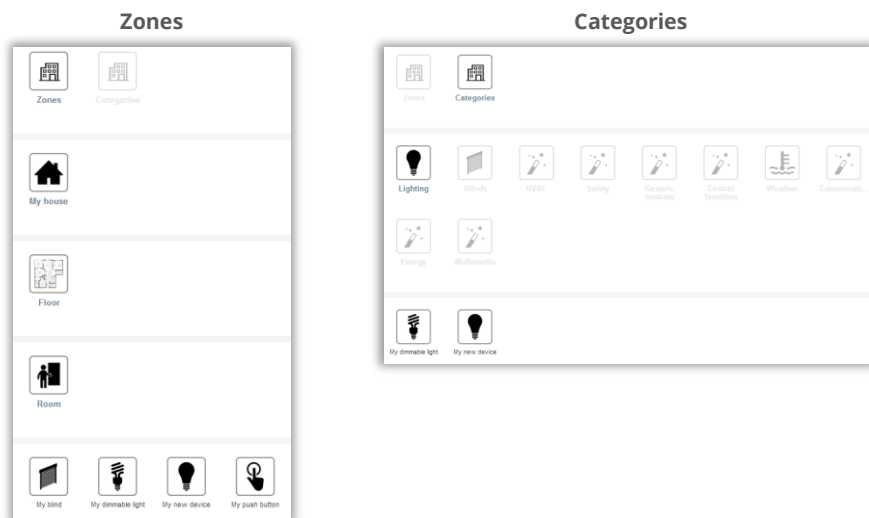 Zones
Categories
Zones
Categories
My house
Floor
Room
My blind
My dimmable light
My new device
My push button
Zones
Categories
Lighting
Blinds
HVAC
Safety
Generic
controls
Central
functions
Weather
Comunicati...
Energy
Multimedia
My dimmable light
My new device